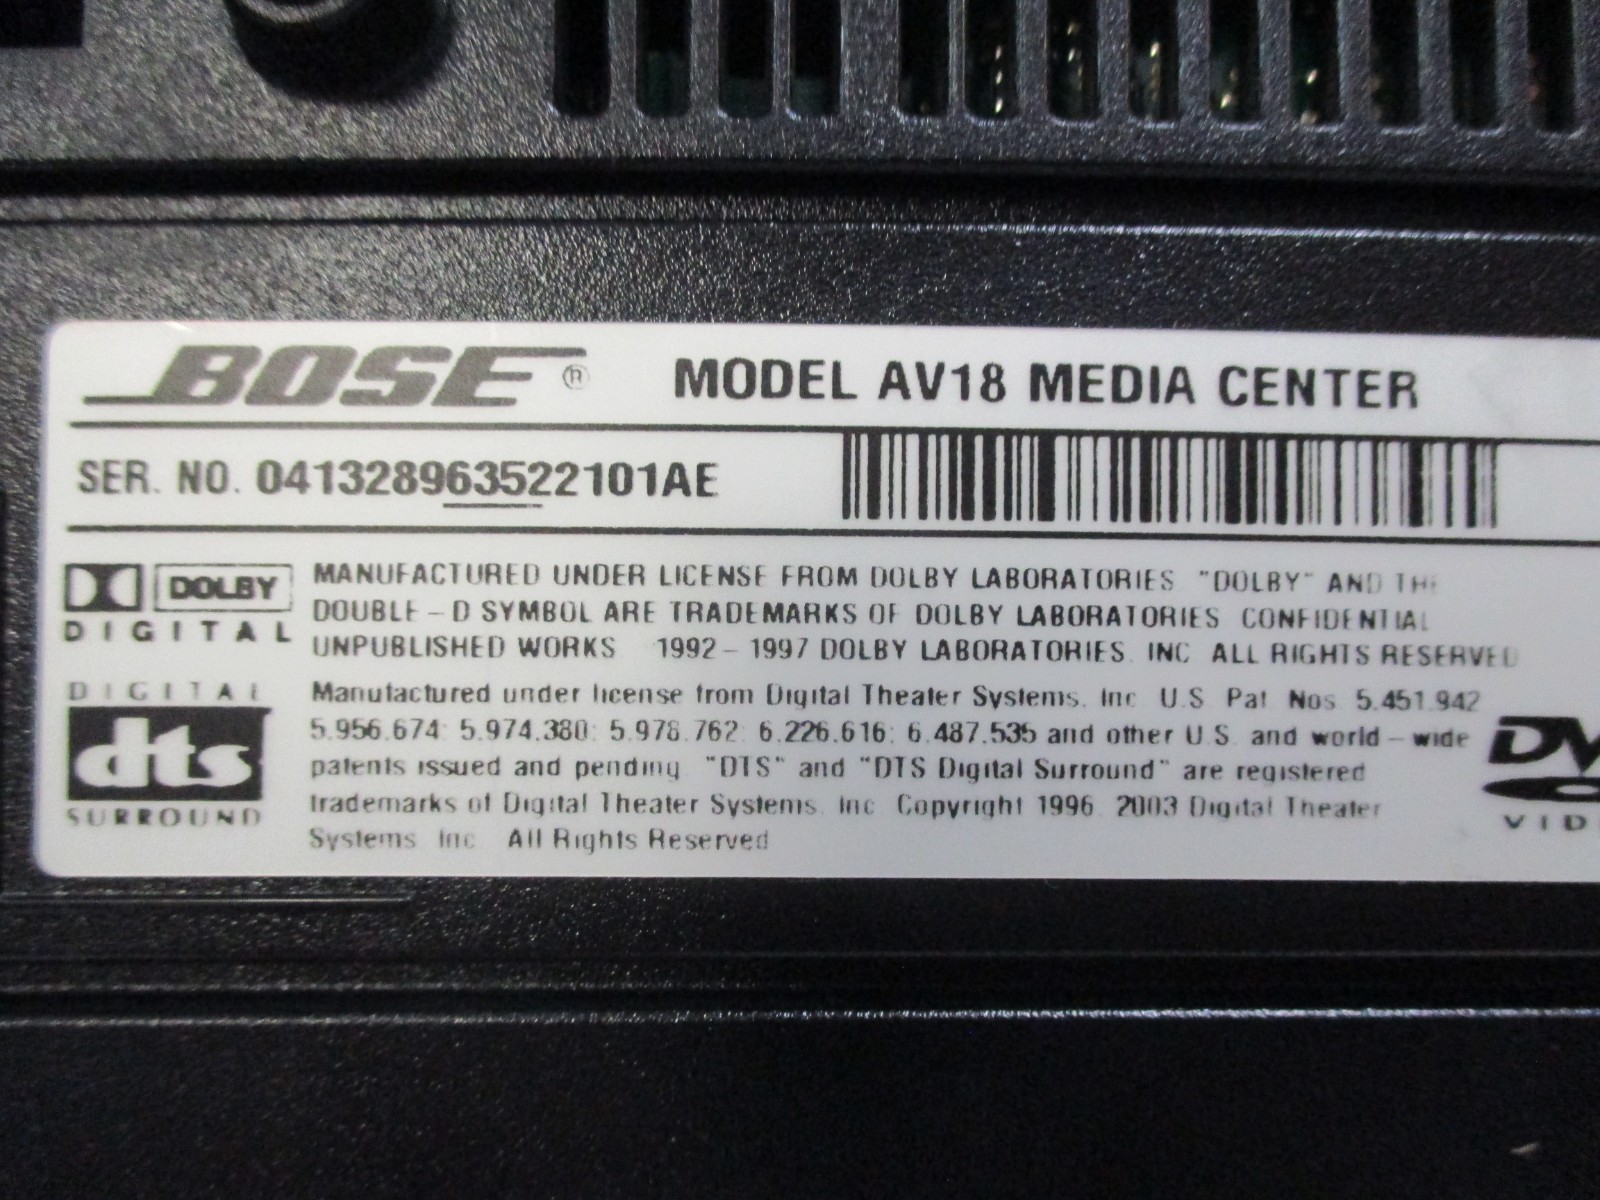 BOSE ® MODEL AV18 MEDIA CENTER
SER. NO. 041328963522101AE
DOLBY
DIGITAL
MANUFACTURED UNDER LICENSE FROM DOLBY LABORATORIES "DOLBY" AND THE
DOUBLE-D SYMBOL ARE TRADEMARKS OF DOLBY LABORATORIES CONFIDENTIAL
UNPUBLISHED WORKS 1992-1997 DOLBY LABORATORIES. INC ALL RIGHTS RESERVED
DIGITAL
dts
SURROUND
Manufactured under license from Digital Theater Systems. Inc U.S Pat Nos 5.451.942
5.956.674: 5.974.380: 5.978.762: 6.226.616: 6.487.535 and other U.S. and world-wide
patents issued and pending "DTS" and "DTS Digital Surround" are registered
trademarks of Digital Theater Systems. Inc Copyright 1996. 2003 Digital Theater
Systems Inc All Rights Reserved